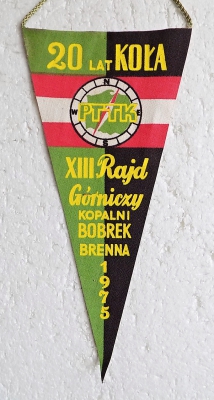 20 LAT KOŁA
N
W PTTK E
S
XIII Rajd
Górniczy
KOPALNI
BOBREK
BRENNA
1975